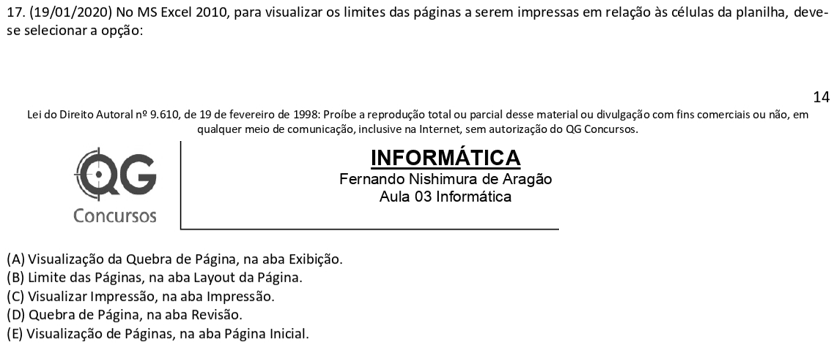 17. (19/01/2020) No MS Excel 2010, para visualizar os limites das páginas a serem impressas em relação às células da planilha, deve-
se selecionar a opção:
14
Lei do Direito Autoral nº 9.610, de 19 de fevereiro de 1998: Proíbe a reprodução total ou parcial desse material ou divulgação com fins comerciais ou não, em
qualquer meio de comunicação, inclusive na Internet, sem autorização do QG Concursos.
QG
Concursos
INFORMÁTICA
Fernando Nishimura de Aragão
Aula 03 Informática
(A) Visualização da Quebra de Página, na aba Exibição.
(B) Limite das Páginas, na aba Layout da Página.
(C) Visualizar Impressão, na aba Impressão.
(D) Quebra de Página, na aba Revisão.
(E) Visualização de Páginas, na aba Página Inicial.